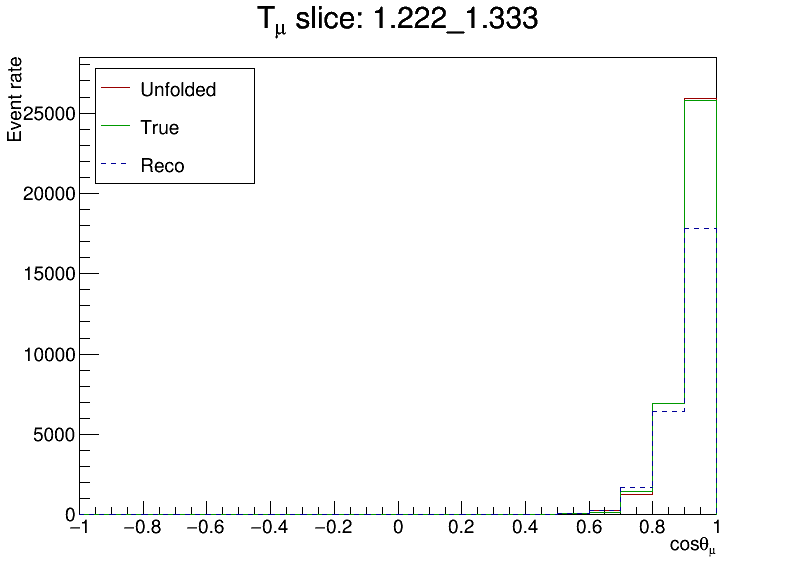 Tμ slice: 1.222_1.333
Event rate
Unfolded
True
Reco
25000
20000
15000
10000
5000
0
−1 −0.8 −0.6 −0.4 −0.2 0 0.2 0.4 0.6 0.8 1
cosθμ